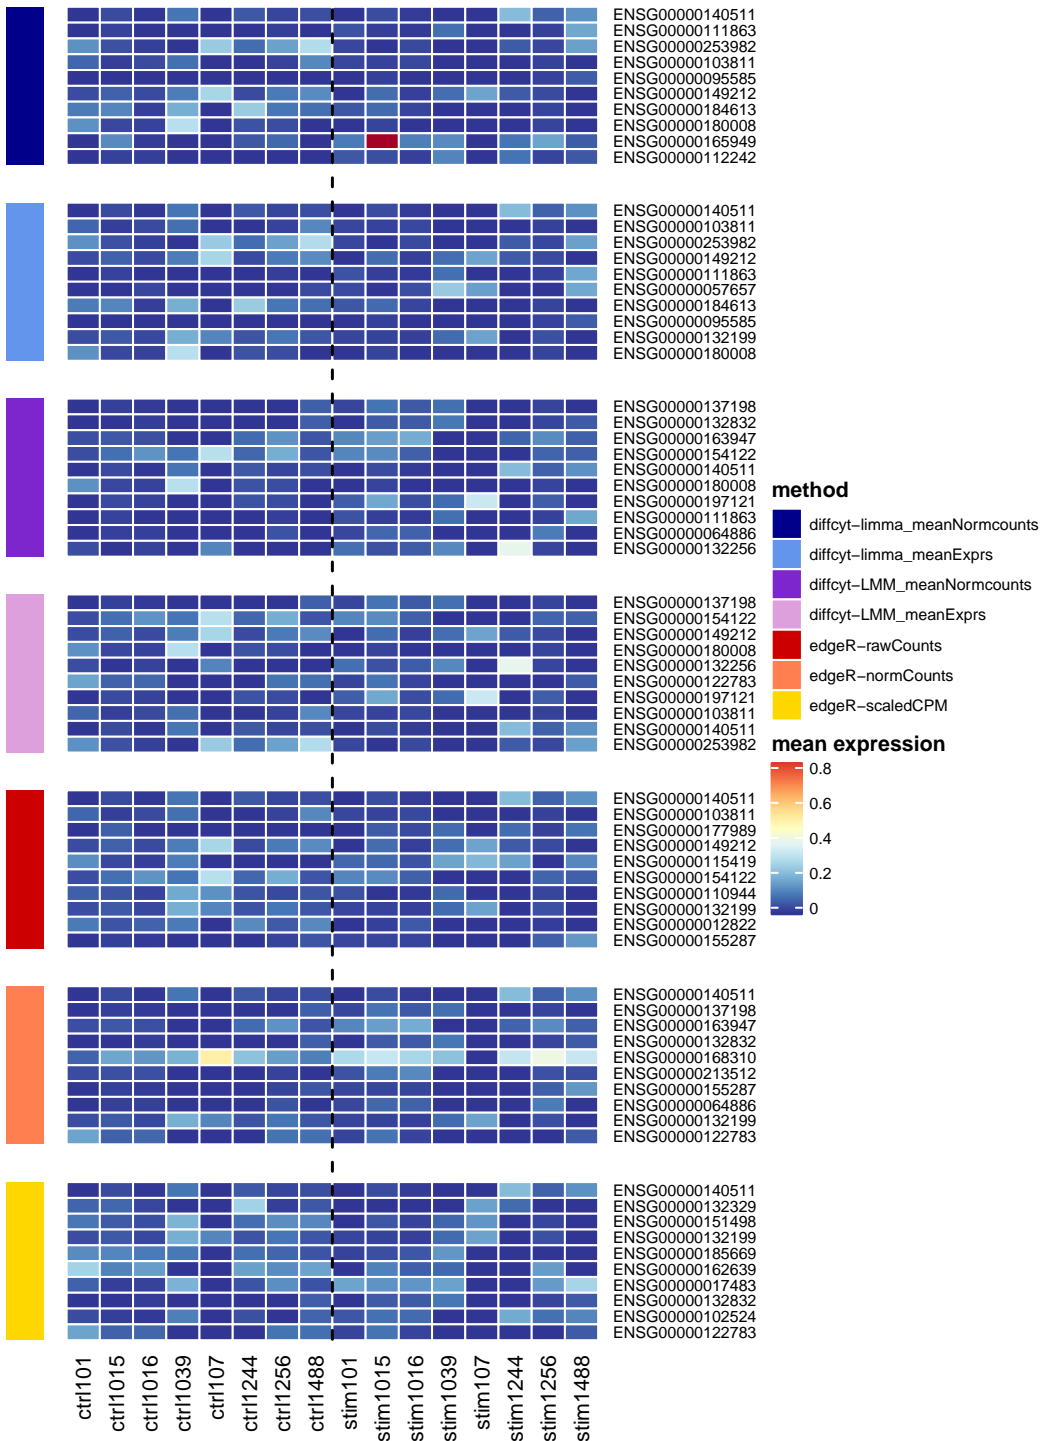 ENSG00000140511
ENSG00000111863
ENSG00000253982
ENSG00000103811
ENSG00000095585
ENSG00000149212
ENSG00000184613
ENSG00000180008
ENSG00000165949
ENSG00000112242
ENSG00000140511
ENSG00000103811
ENSG00000253982
ENSG00000149212
ENSG00000111863
ENSG00000057657
ENSG00000184613
ENSG00000095585
ENSG00000132199
ENSG00000180008
ENSG00000137198
ENSG00000132832
ENSG00000163947
ENSG00000154122
ENSG00000140511
ENSG00000180008
ENSG00000197121
ENSG00000111863
ENSG00000064886
ENSG00000132256
ENSG00000137198
ENSG00000154122
ENSG00000149212
ENSG00000180008
ENSG00000132256
ENSG00000122783
ENSG00000197121
ENSG00000103811
ENSG00000140511
ENSG00000253982
ENSG00000140511
ENSG00000103811
ENSG00000177989
ENSG00000149212
ENSG00000115419
ENSG00000154122
ENSG00000110944
ENSG00000132199
ENSG00000012822
ENSG00000155287
ENSG00000140511
ENSG00000137198
ENSG00000163947
ENSG00000132832
ENSG00000168310
ENSG00000213512
ENSG00000155287
ENSG00000064886
ENSG00000132199
ENSG00000122783
ENSG00000140511
ENSG00000132329
ENSG00000151498
ENSG00000132199
ENSG00000185669
ENSG00000162639
ENSG00000017483
ENSG00000132832
ENSG00000102524
ENSG00000122783
ctrl101
ctrl1015
ctrl1016
ctrl1039
ctrl107
ctrl1244
ctrl1256
ctrl1488
stim101
stim1015
stim1016
stim1039
stim107
stim1244
stim1256
stim1488
method
diffcyt−limma_meanNormcounts
diffcyt−limma_meanExprs
diffcyt−LMM_meanNormcounts
diffcyt−LMM_meanExprs
edgeR−rawCounts
edgeR−normCounts
edgeR−scaledCPM
mean expression
0.8
0.6
0.4
0.2
0